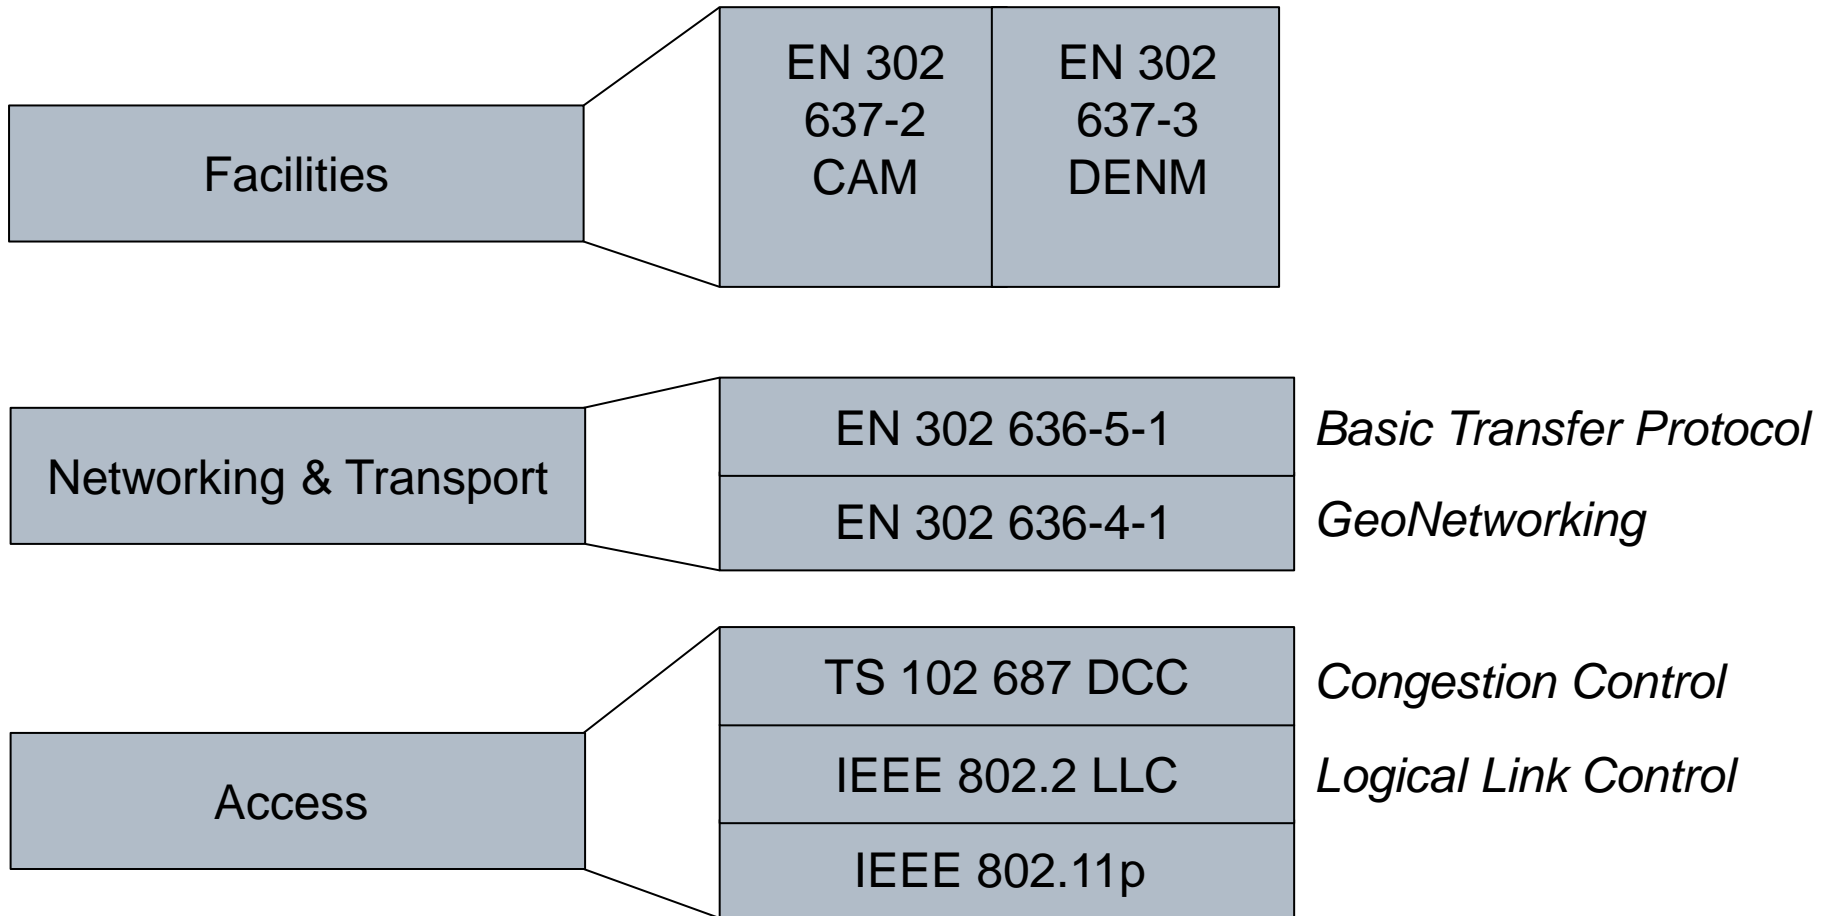 EN 302
637-2
CAM
EN 302
637-3
DENM
Facilities
EN 302 636-5-1
Basic Transfer Protocol
Networking & Transport
EN 302 636-4-1
GeoNetworking
TS 102 687 DCC
Congestion Control
IEEE 802.2 LLC
Logical Link Control
Access
IEEE 802.11p